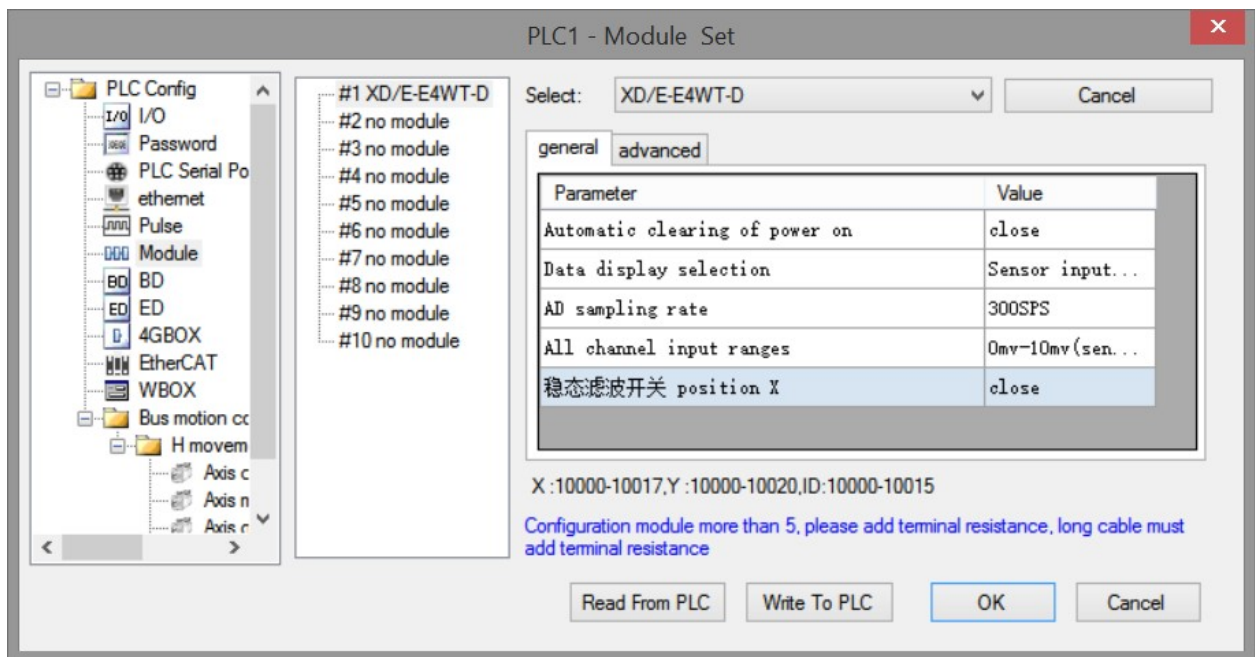 PLC1 - Module Set
PLC Config
I/O
Password
PLC Serial Po
ethernet
Pulse
Module
BD
ED
4GBOX
EtherCAT
WBOX
Bus motion cc
H movem
Axis c
Axis n
Axis c
#1 XD/E-E4WT-D
#2 no module
#3 no module
#4 no module
#5 no module
#6 no module
#7 no module
#8 no module
#9 no module
#10 no module
Select: XD/E-E4WT-D Cancel
general advanced
Parameter Value
Automatic clearing of power on close
Data display selection Sensor input...
AD sampling rate 300SPS
All channel input ranges 0mv-10mv(sen...
稳态滤波开关 position X close
X :10000-10017,Y :10000-10020,ID:10000-10015
Configuration module more than 5, please add terminal resistance, long cable must
add terminal resistance
Read From PLC Write To PLC OK Cancel